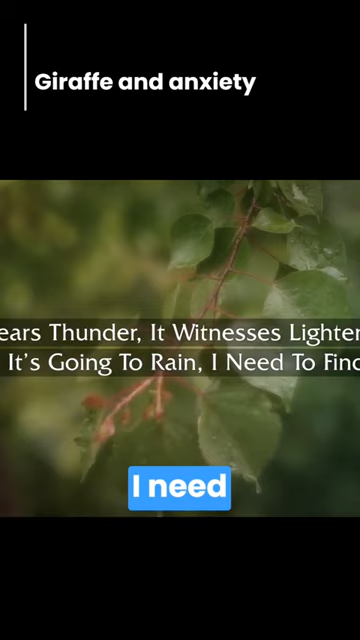 Giraffe and anxiety
ears Thunder, It Witnesses Lighten
It's Going To Rain, I Need To Find
I need